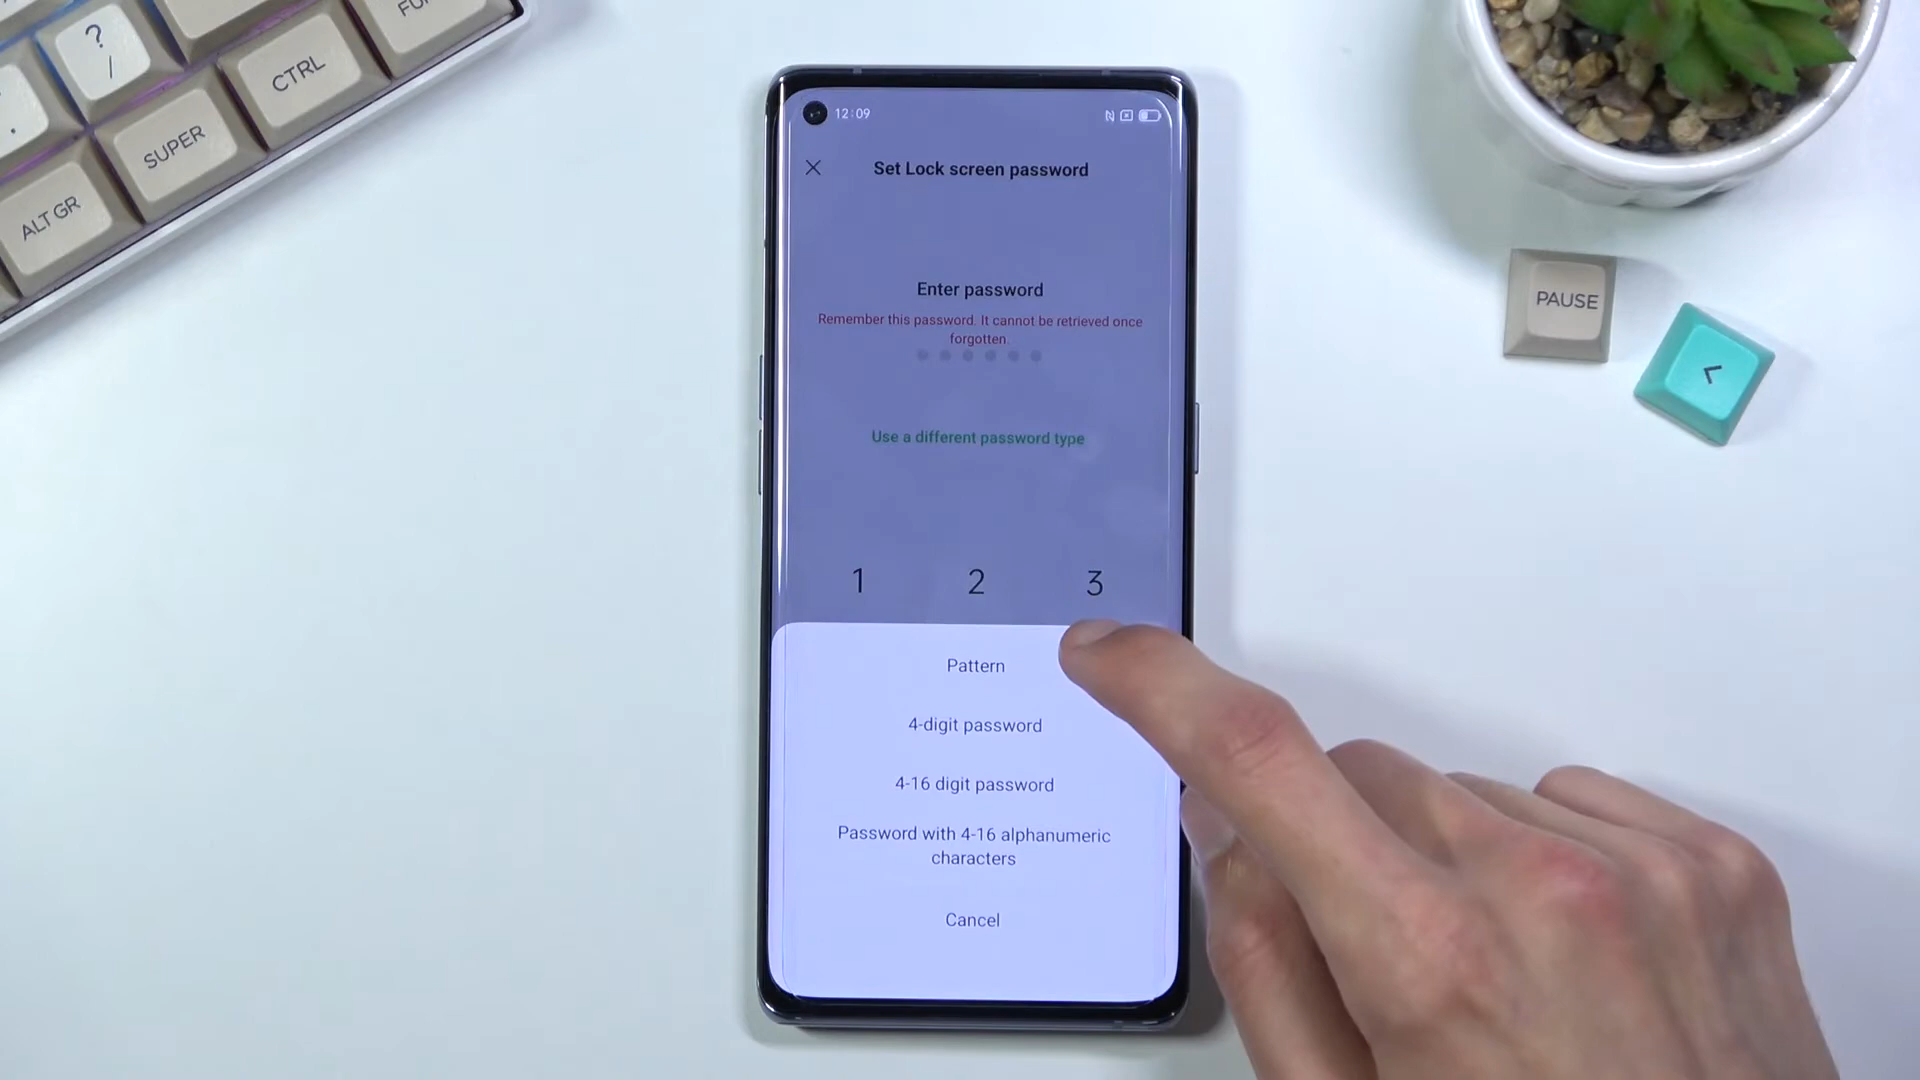 ?
/
CTRL
SUPER
ALT GR
12:09
Set Lock screen password
Enter password
Remember this password. It cannot be retrieved once
forgotten.
Use a different password type
1 2 3
Pattern
4-digit password
4-16 digit password
Password with 4-16 alphanumeric
characters
Cancel
PAUSE
<